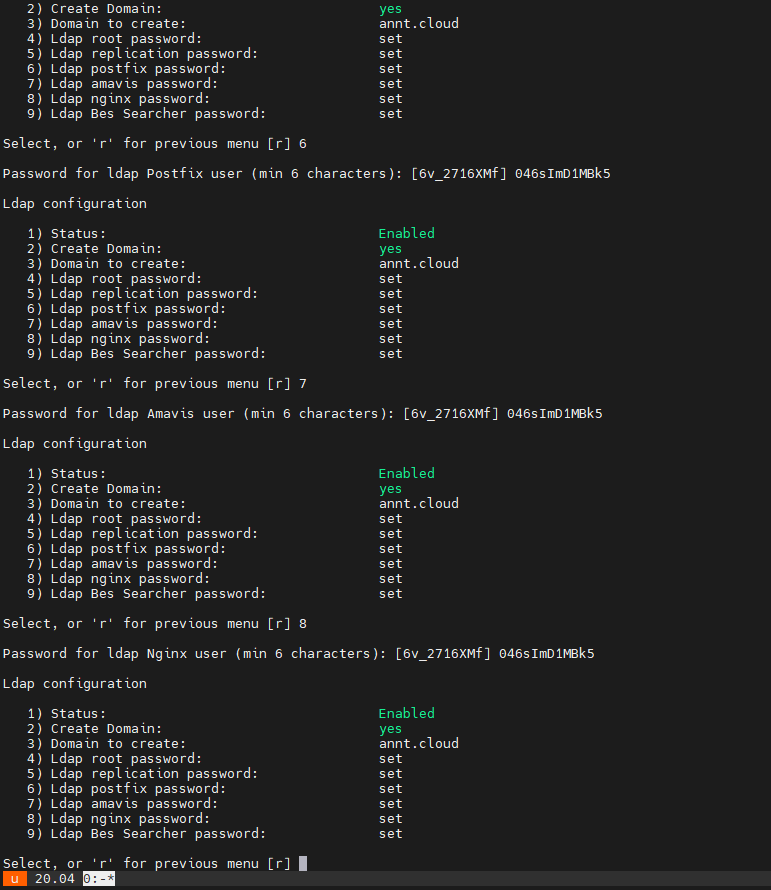 2) Create Domain: yes
3) Domain to create: annt.cloud
4) Ldap root password: set
5) Ldap replication password: set
6) Ldap postfix password: set
7) Ldap amavis password: set
8) Ldap nginx password: set
9) Ldap Bes Searcher password: set
Select, or 'r' for previous menu [r] 6
Password for ldap Postfix user (min 6 characters): [6v_2716XMf] 046sImD1MBk5
Ldap configuration
1) Status: Enabled
2) Create Domain: yes
3) Domain to create: annt.cloud
4) Ldap root password: set
5) Ldap replication password: set
6) Ldap postfix password: set
7) Ldap amavis password: set
8) Ldap nginx password: set
9) Ldap Bes Searcher password: set
Select, or 'r' for previous menu [r] 7
Password for ldap Amavis user (min 6 characters): [6v_2716XMf] 046sImD1MBk5
Ldap configuration
1) Status: Enabled
2) Create Domain: yes
3) Domain to create: annt.cloud
4) Ldap root password: set
5) Ldap replication password: set
6) Ldap postfix password: set
7) Ldap amavis password: set
8) Ldap nginx password: set
9) Ldap Bes Searcher password: set
Select, or 'r' for previous menu [r] 8
Password for ldap Nginx user (min 6 characters): [6v_2716XMf] 046sImD1MBk5
Ldap configuration
1) Status: Enabled
2) Create Domain: yes
3) Domain to create: annt.cloud
4) Ldap root password: set
5) Ldap replication password: set
6) Ldap postfix password: set
7) Ldap amavis password: set
8) Ldap nginx password: set
9) Ldap Bes Searcher password: set
Select, or 'r' for previous menu [r]
u 20.04 0:-*